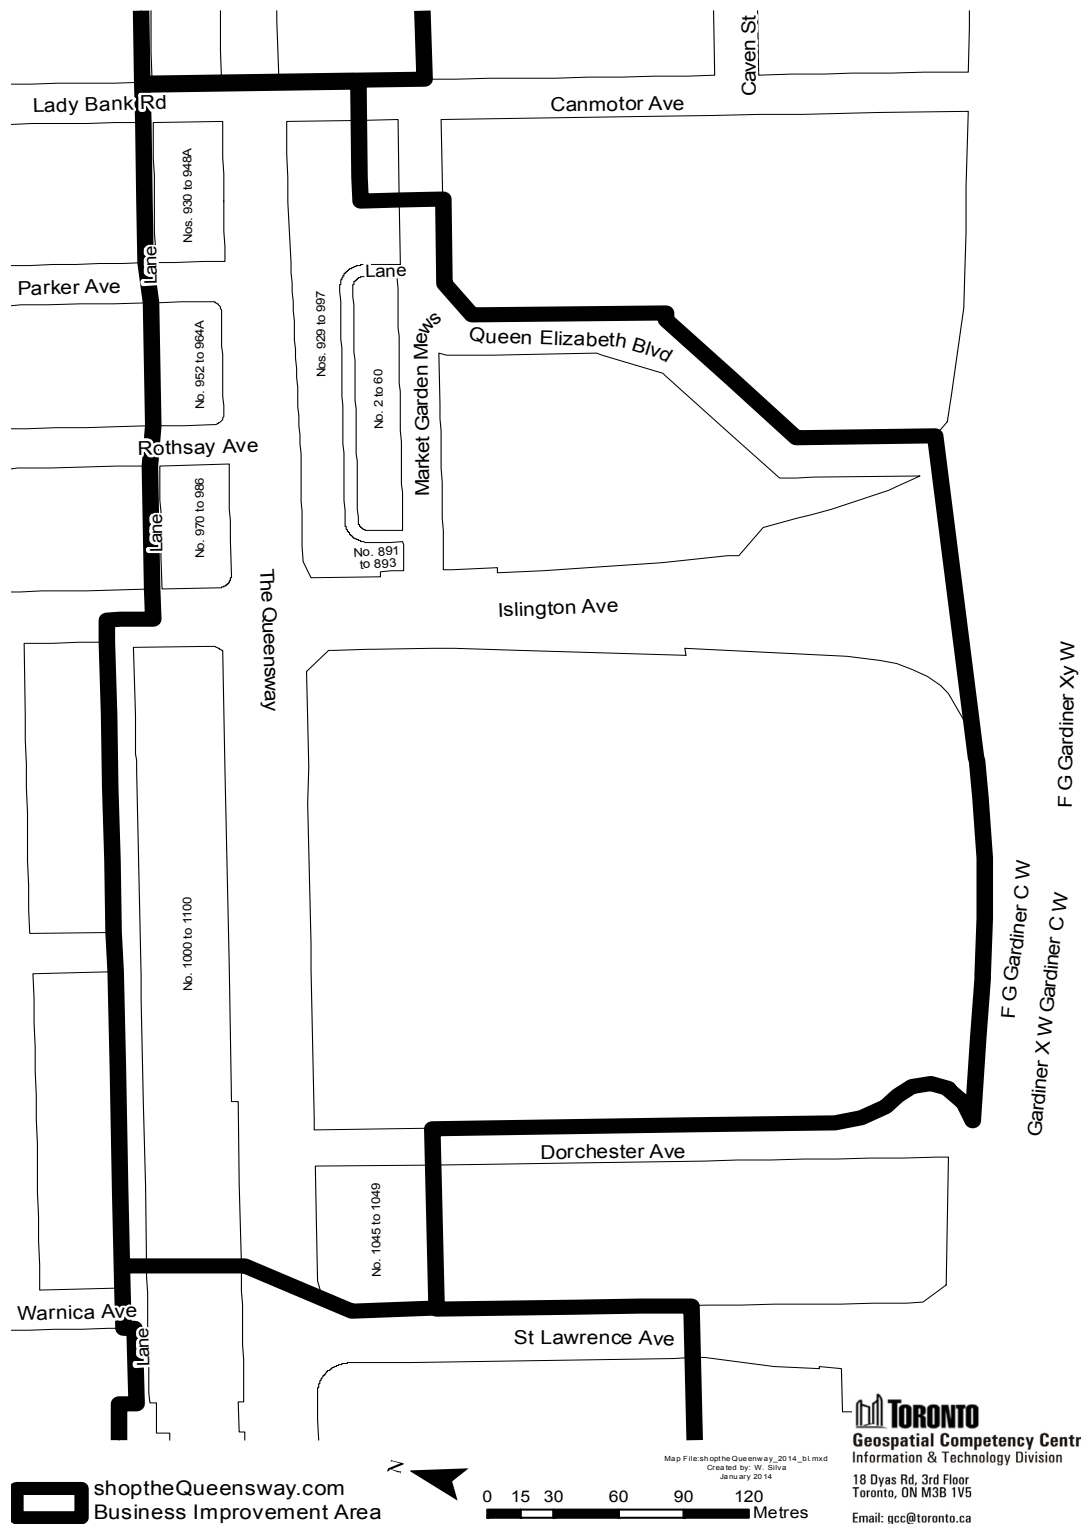 Caven St
Lady Bank Rd
Canmotor Ave
Nos. 930 to 948A
Lane
Parker Ave
Lane
Nos. 929 to 997
Market Garden Mews
Queen Elizabeth Blvd
No. 952 to 964A
No. 2 to 60
Rothsay Ave
No. 970 to 986
Lane
No. 891
to 893
The Queensway
Islington Ave
F G Gardiner Xy W
No. 1000 to 1100
F G Gardiner C W
Gardiner X W Gardiner C W
Dorchester Ave
No. 1045 to 1049
Warnica Ave
Lane
St Lawrence Ave
TORONTO
Geospatial Competency Centr
Information & Technology Division
18 Dyas Rd, 3rd Floor
Toronto, ON M3B 1V5
Email: gcc@toronto.ca
Map File:shoptheQueenway_2014_bl.mxd
Created by: W. Silva
January 2014
N
shoptheQueensway.com
Business Improvement Area
0 15 30 60 90 120
Metres